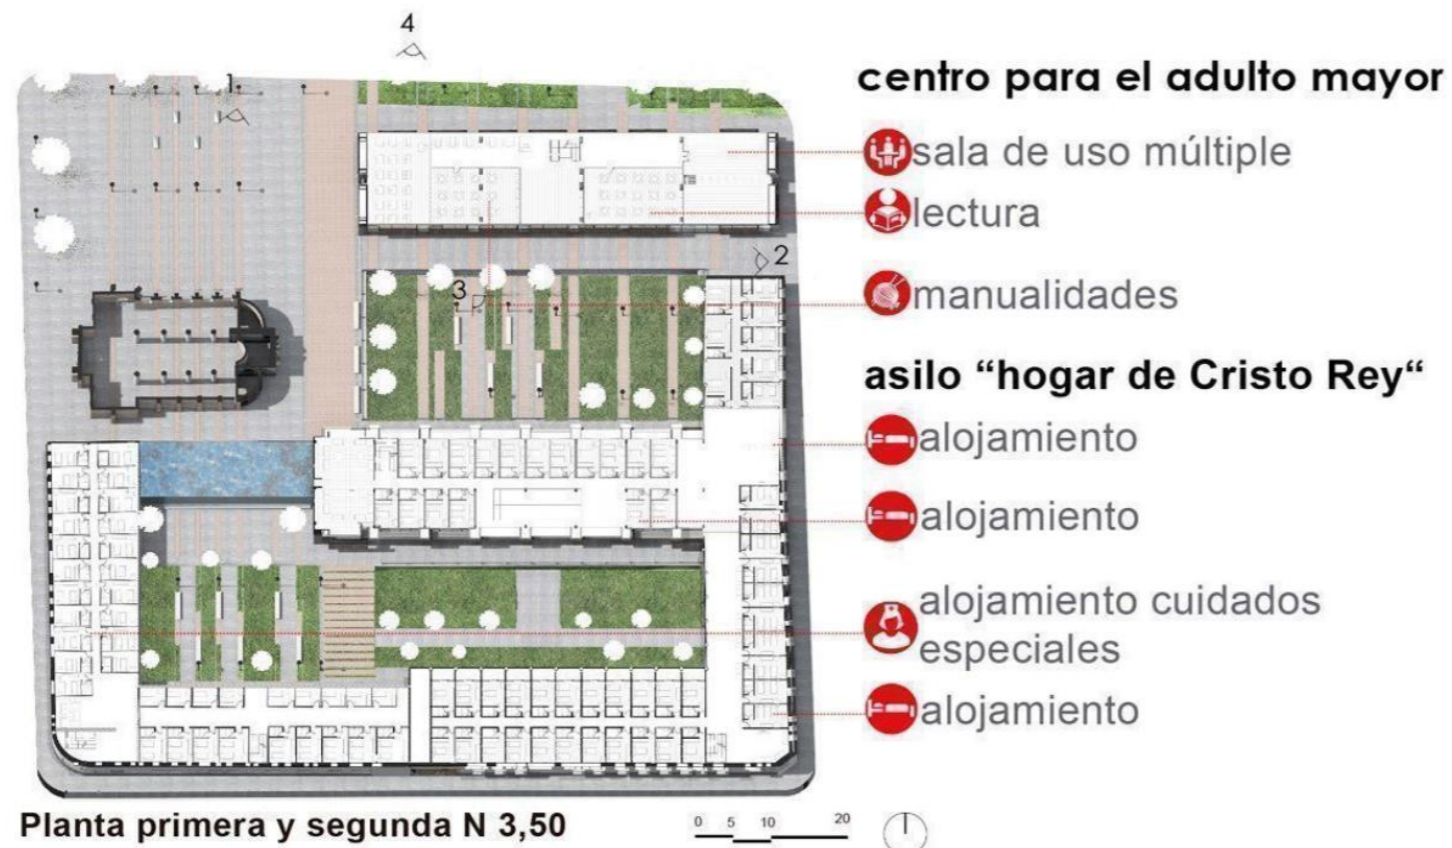 4
1
centro para el adulto mayor
sala de uso múltiple
lectura
2
3
manualidades
asilo “hogar de Cristo Rey“
alojamiento
alojamiento
alojamiento cuidados
especiales
alojamiento
Planta primera y segunda N 3,50
0 5 10 20